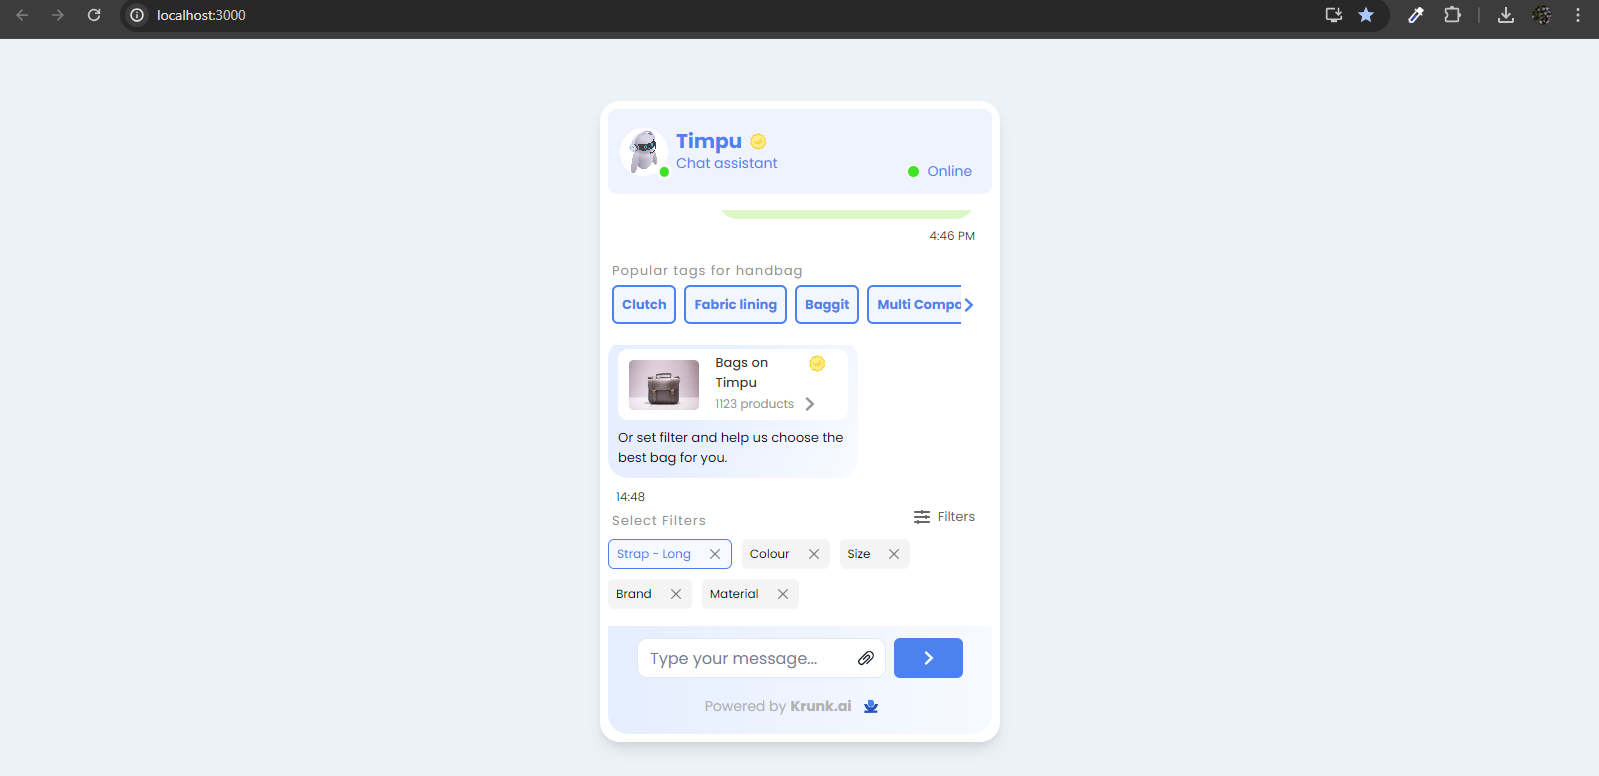 localhost:3000
Timpu
Chat assistant
Online
4:46 PM
Popular tags for handbag
Clutch
Fabric lining
Baggit
Multi Compa
Bags on
Timpu
1123 products
Or set filter and help us choose the
best bag for you.
14:48
Select Filters
Filters
Strap - Long
Colour
Size
Brand
Material
Type your message...
Powered by Krunk.ai